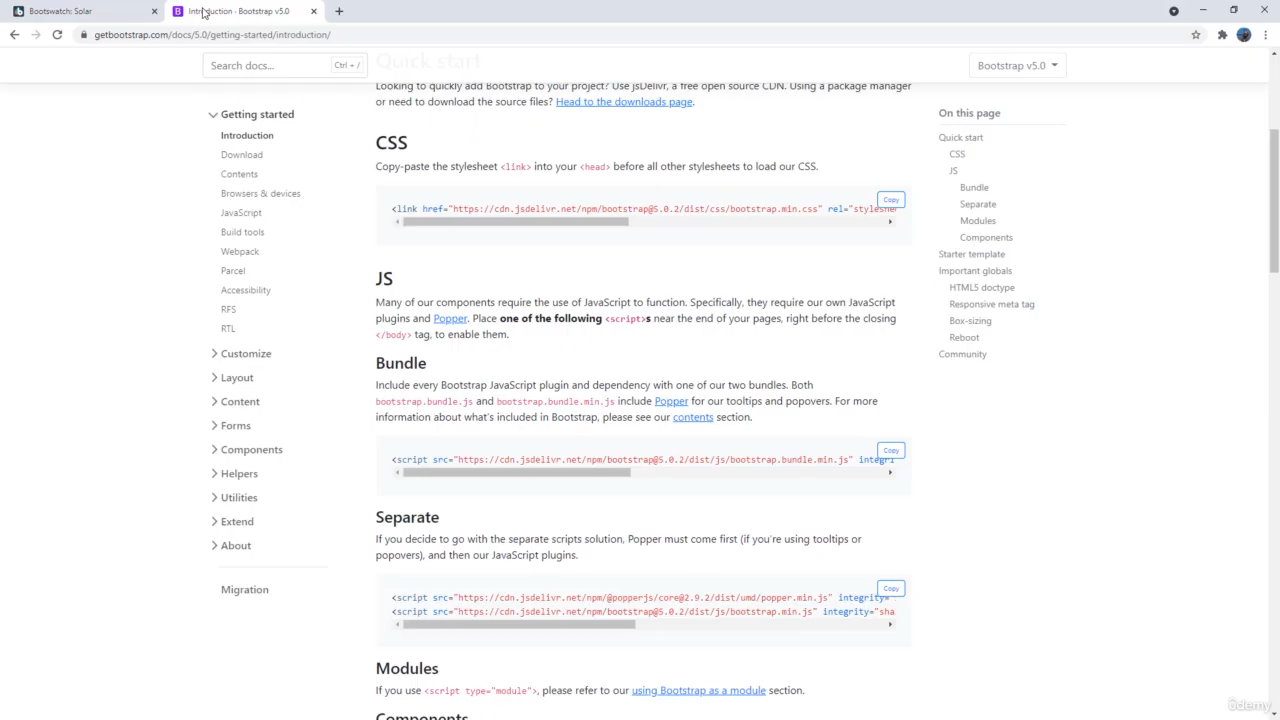 Bootswatch: Solar
Introduction · Bootstrap v5.0
getbootstrap.com/docs/5.0/getting-started/introduction/
Search docs...
Ctrl + /
Quick start
Bootstrap v5.0
Looking to quickly add Bootstrap to your project? Use jsDelivr, a free open source CDN. Using a package manager
or need to download the source files? Head to the downloads page.
Getting started
Introduction
Download
Contents
Browsers & devices
JavaScript
Build tools
Webpack
Parcel
Accessibility
RFS
RTL
Customize
Layout
Content
Forms
Components
Helpers
Utilities
Extend
About
Migration
CSS
Copy-paste the stylesheet <link> into your <head> before all other stylesheets to load our CSS.
Copy
<link href="https://cdn.jsdelivr.net/npm/bootstrap@5.0.2/dist/css/bootstrap.min.css" rel="styleshe
JS
Many of our components require the use of JavaScript to function. Specifically, they require our own JavaScript
plugins and Popper. Place one of the following <script>s near the end of your pages, right before the closing
</body> tag, to enable them.
Bundle
Include every Bootstrap JavaScript plugin and dependency with one of our two bundles. Both
bootstrap.bundle.js and bootstrap.bundle.min.js include Popper for our tooltips and popovers. For more
information about what's included in Bootstrap, please see our contents section.
Copy
<script src="https://cdn.jsdelivr.net/npm/bootstrap@5.0.2/dist/js/bootstrap.bundle.min.js" integri
Separate
If you decide to go with the separate scripts solution, Popper must come first (if you're using tooltips or
popovers), and then our JavaScript plugins.
Copy
<script src="https://cdn.jsdelivr.net/npm/@popperjs/core@2.9.2/dist/umd/popper.min.js" integrity=
<script src="https://cdn.jsdelivr.net/npm/bootstrap@5.0.2/dist/js/bootstrap.min.js" integrity="sha
Modules
If you use <script type="module">, please refer to our using Bootstrap as a module section.
Components
On this page
Quick start
CSS
JS
Bundle
Separate
Modules
Components
Starter template
Important globals
HTML5 doctype
Responsive meta tag
Box-sizing
Reboot
Community
ûdemy